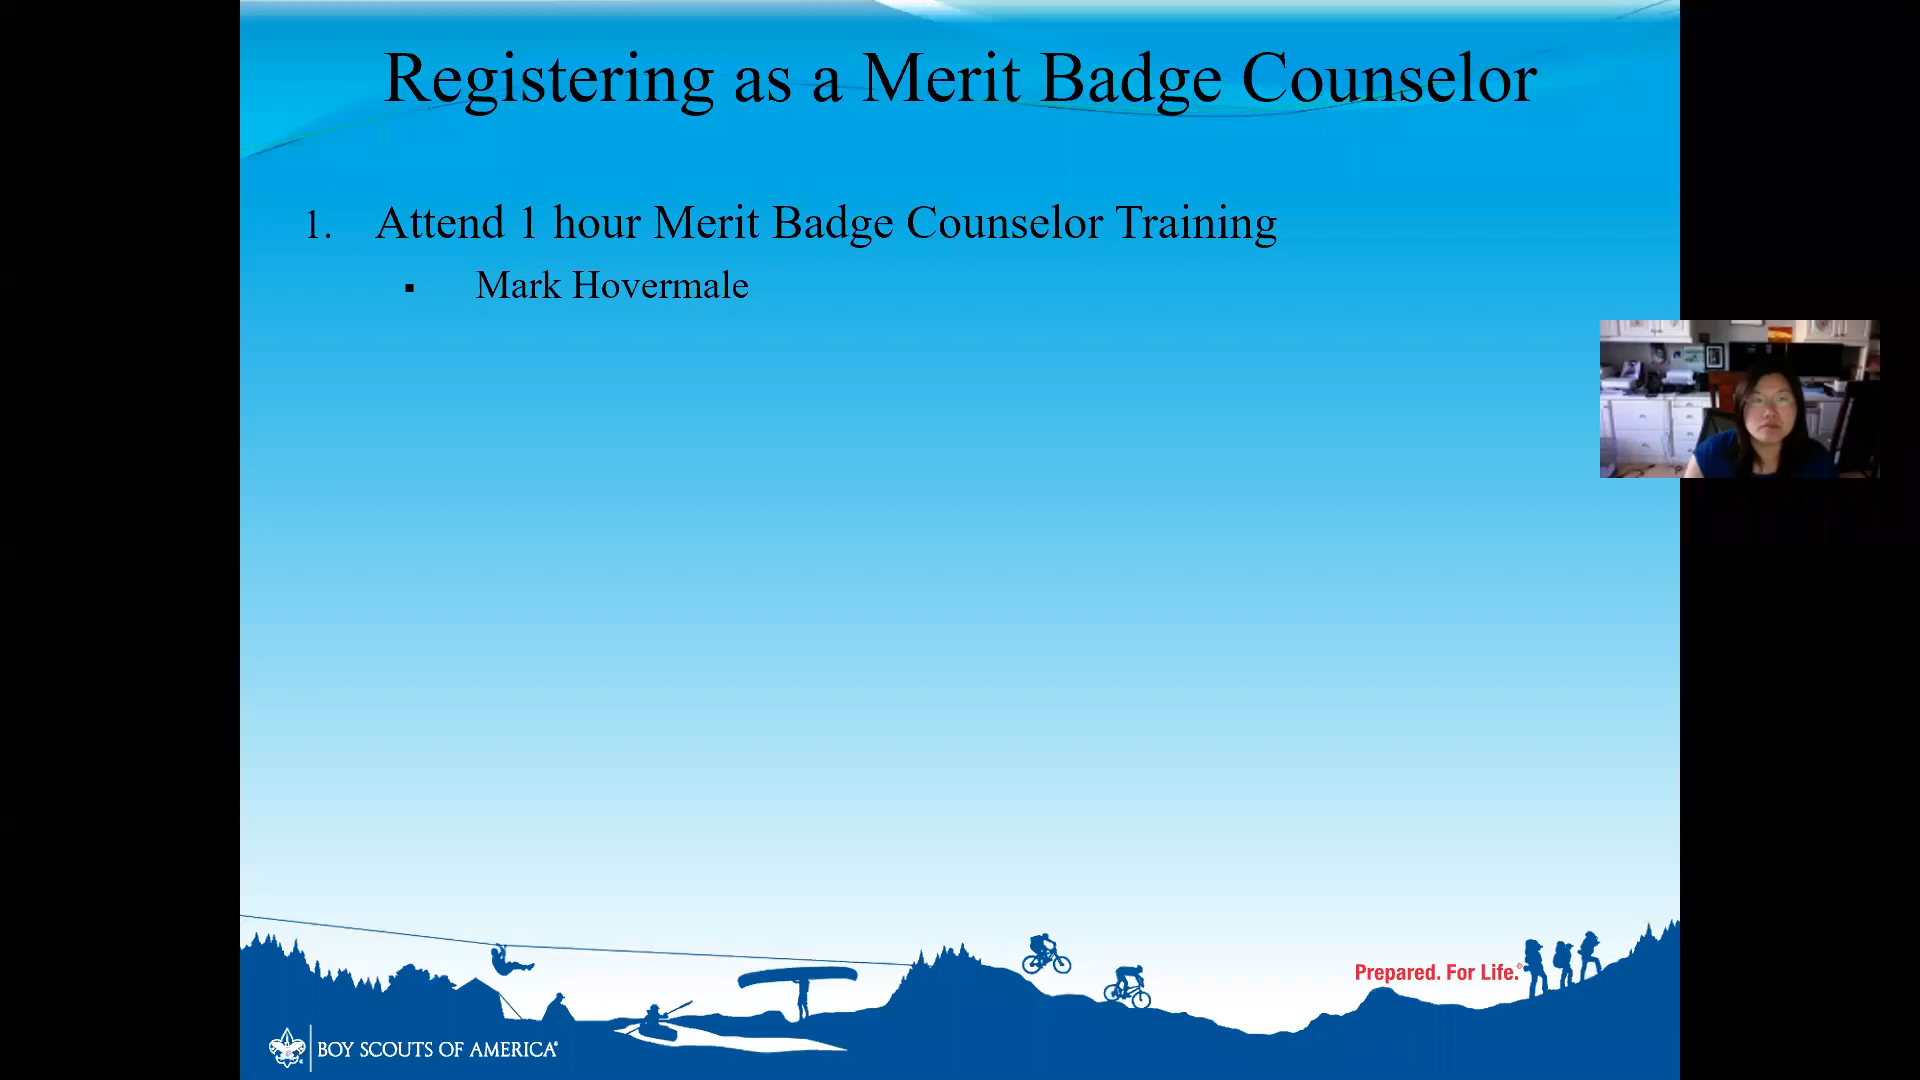 Registering as a Merit Badge Counselor
1. Attend 1 hour Merit Badge Counselor Training
▪ Mark Hovermale
Prepared. For Life.®
BOY SCOUTS OF AMERICA®